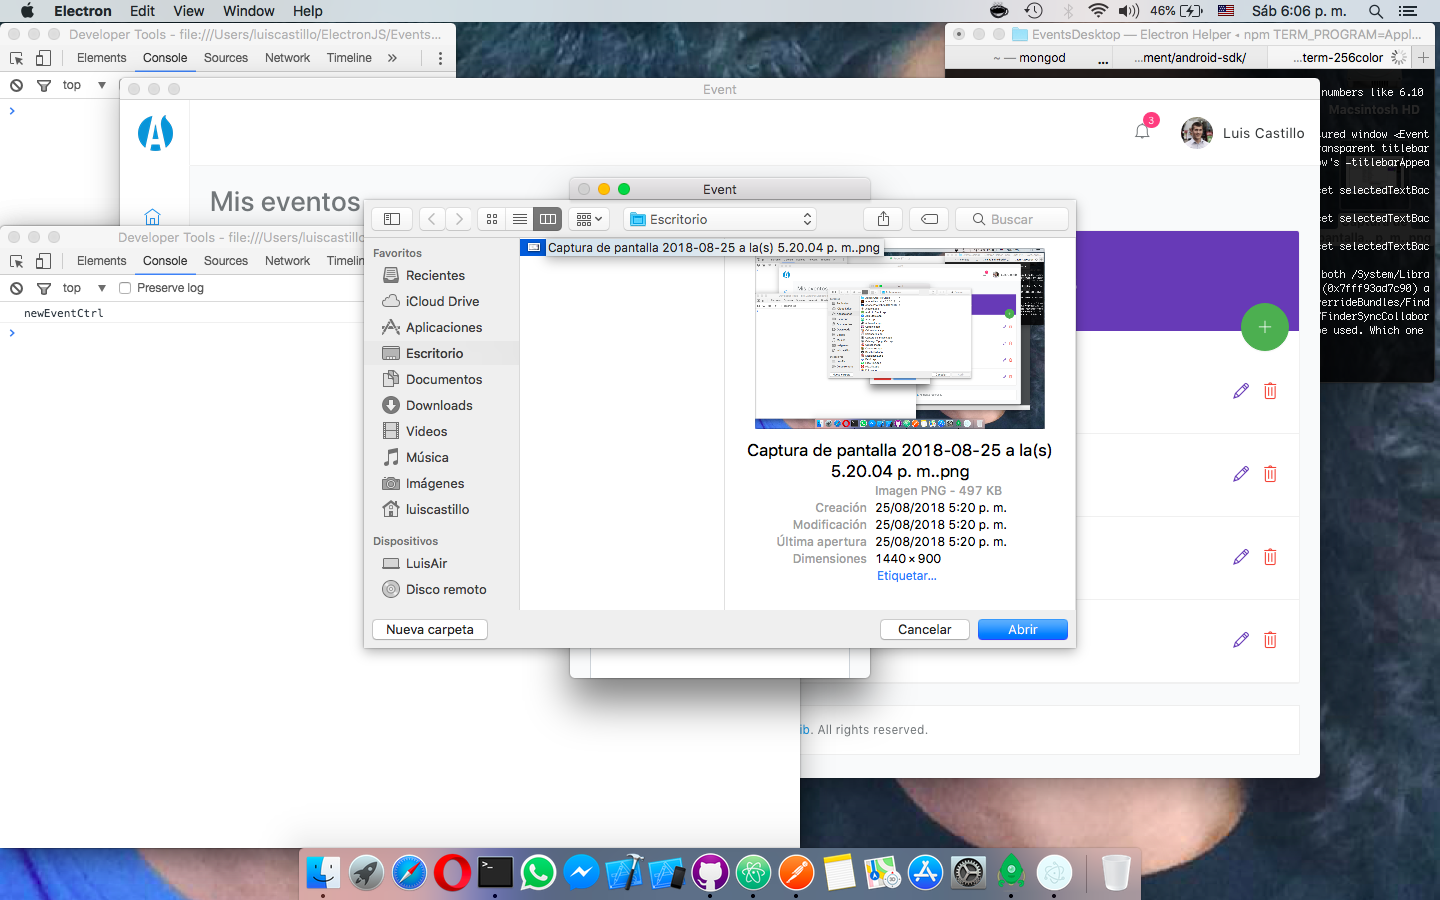 Electron Edit View Window Help
46% Sáb 6:06 p. m.
Developer Tools - file:///Users/luiscastillo/ElectronJS/Events...
Elements Console Sources Network Timeline »
top
EventsDesktop — Electron Helper ◂ npm TERM_PROGRAM=Appl...
~ — mongod ... ...ment/android-sdk/ ...term-256color
numbers like 6.10
Macsintosh HD
ured window <Event
ransparent titlebar
ow's -titlebarAppea
et selectedTextBac
et selectedTextBac
et selectedTextBac
both /System/Libra
(0x7fff93ad7c90) a
errideBundles/Find
/FinderSyncCollabor
e used. Which one
Event
3
Luis Castillo
Mis eventos
Developer Tools - file:///Users/luiscastillo
Elements Console Sources Network Timelin
top Preserve log
newEventCtrl
Event
Escritorio
Buscar
Favoritos
Recientes
iCloud Drive
Aplicaciones
Escritorio
Documentos
Downloads
Videos
Música
Imágenes
luiscastillo
Dispositivos
LuisAir
Disco remoto
Captura de pantalla 2018-08-25 a la(s) 5.20.04 p. m..png
Captura de pantalla 2018-08-25 a la(s)
5.20.04 p. m..png
Imagen PNG - 497 KB
Creación 25/08/2018 5:20 p. m.
Modificación 25/08/2018 5:20 p. m.
Última apertura 25/08/2018 5:20 p. m.
Dimensiones 1440 × 900
Etiquetar...
Nueva carpeta Cancelar Abrir
ib. All rights reserved.